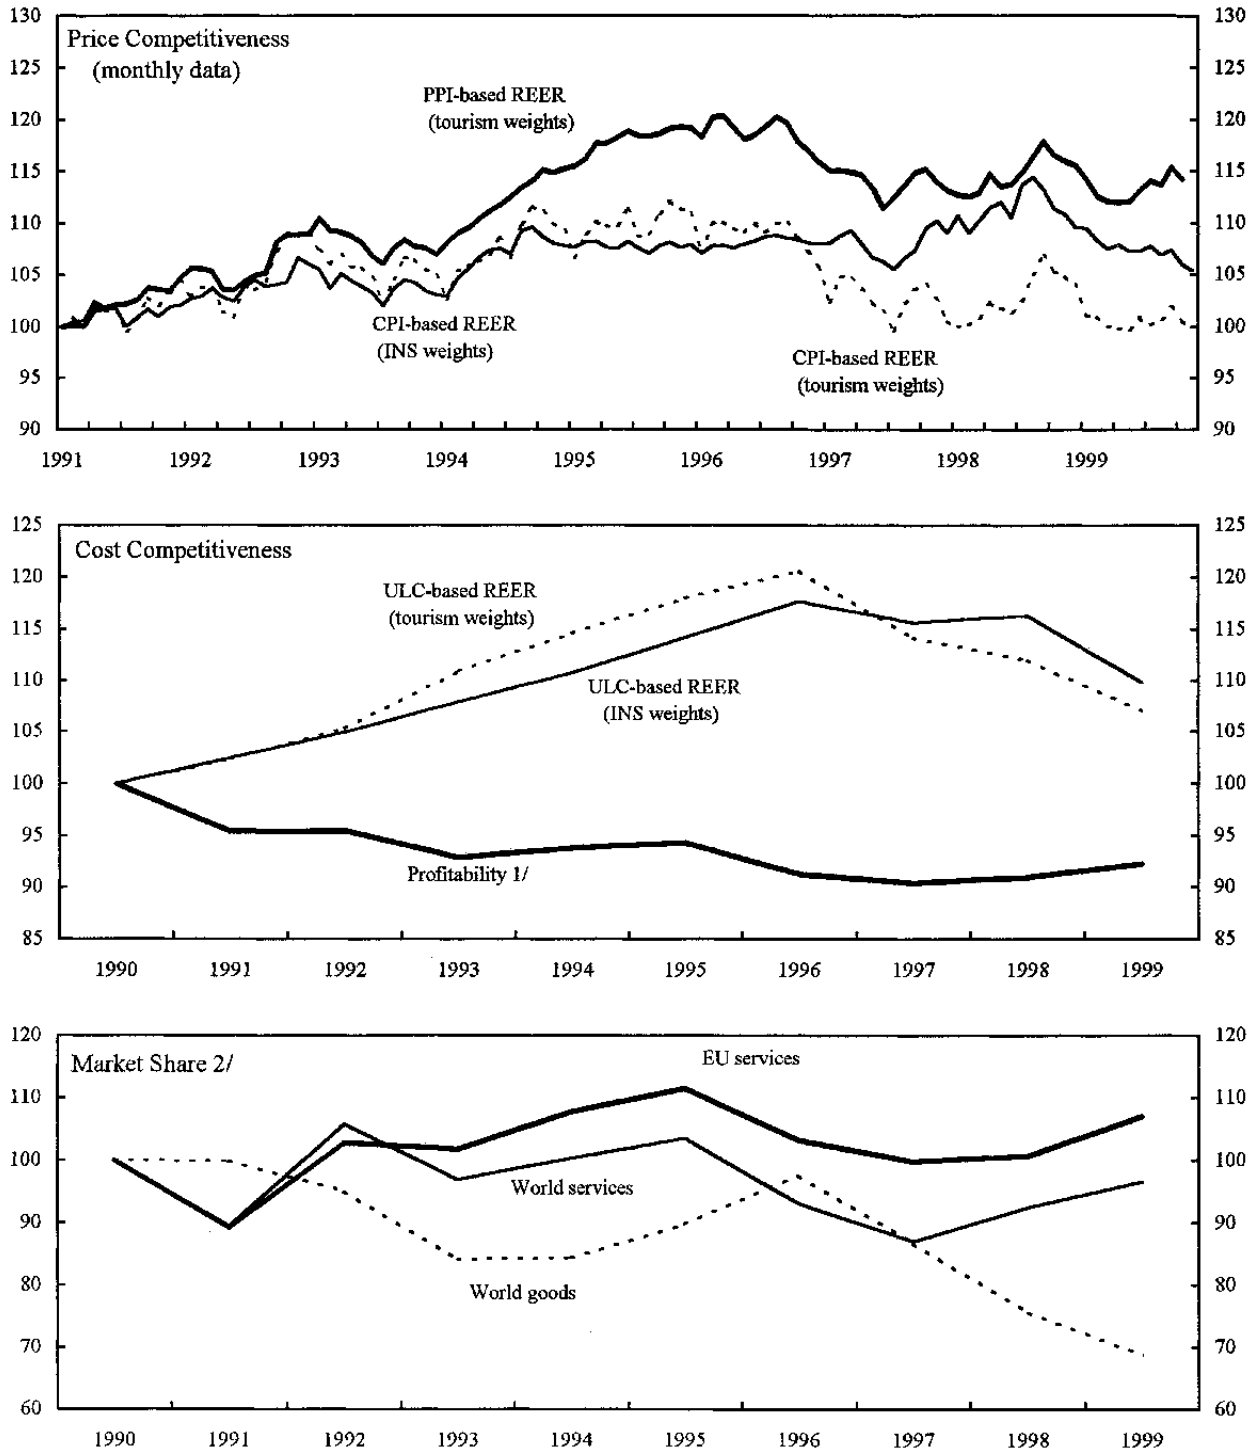 130
130
Price Competitiveness
(monthly data)
125
125
PPI-based REER
(tourism weights)
120
120
115
115
110
110
105
105
CPI-based REER
(INS weights)
100
100
CPI-based REER
(tourism weights)
95
95
90
90
1991 1992 1993 1994 1995 1996 1997 1998 1999
125
125
Cost Competitiveness
120
120
ULC-based REER
(tourism weights)
115
115
110
110
ULC-based REER
(INS weights)
105
105
100
100
95
95
Profitability 1/
90
90
85
85
1990 1991 1992 1993 1994 1995 1996 1997 1998 1999
120
120
Market Share 2/
EU services
110
110
100
100
World services
90
90
World goods
80
80
70
70
60
60
1990 1991 1992 1993 1994 1995 1996 1997 1998 1999